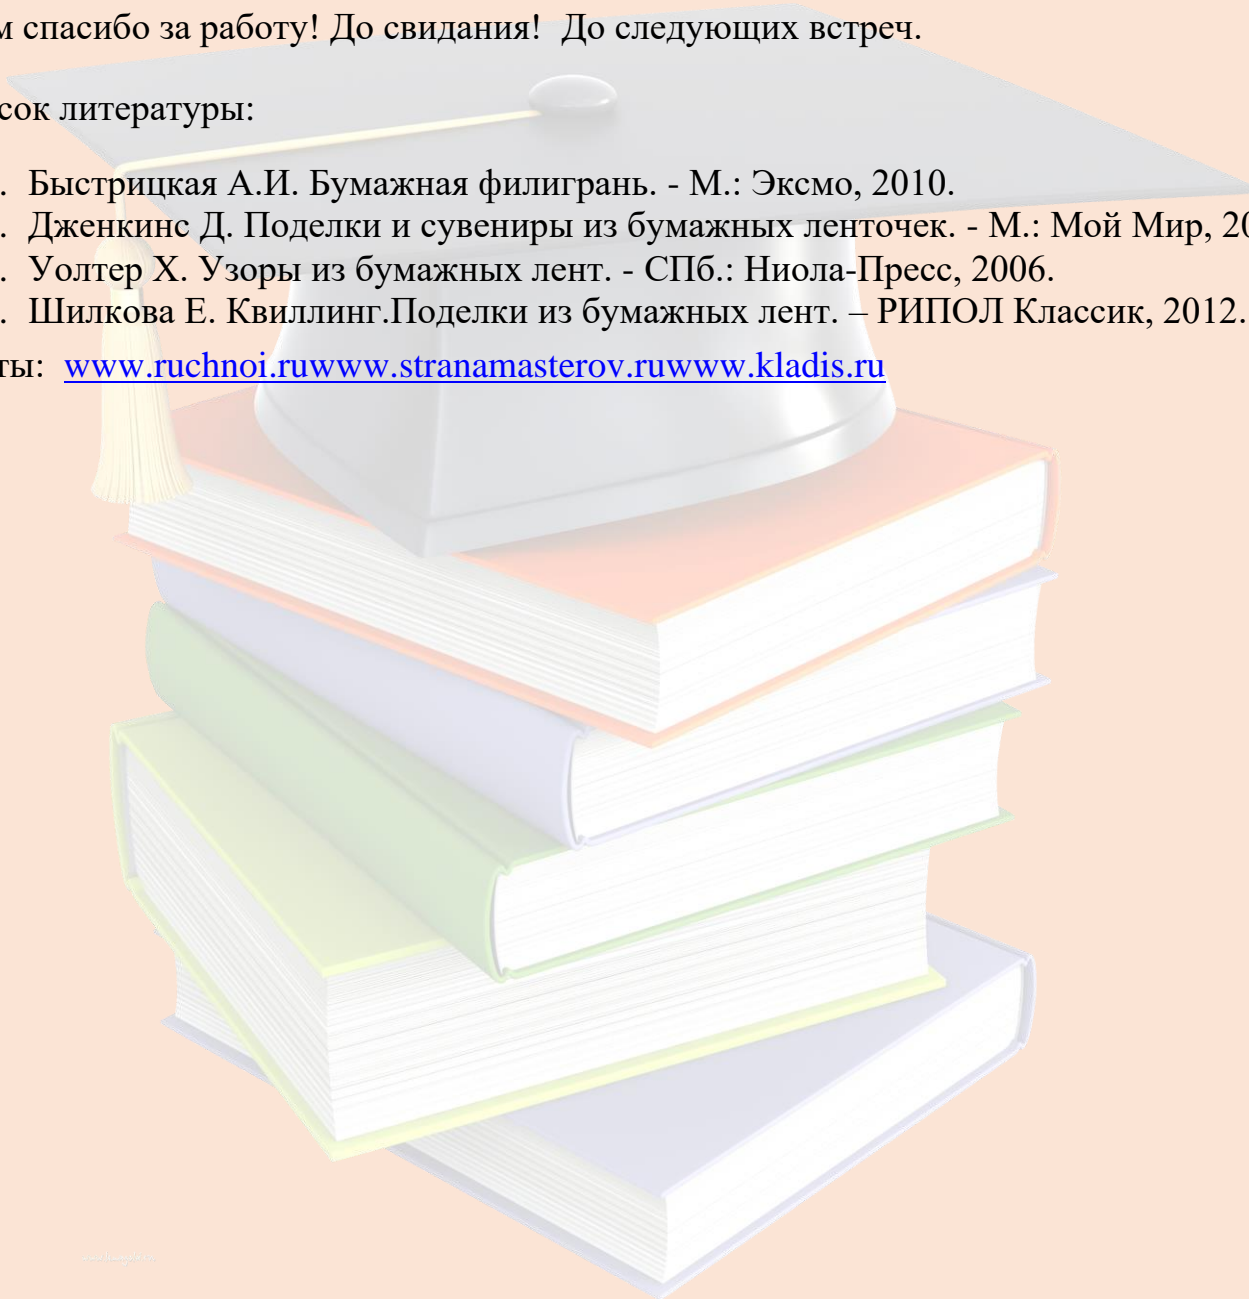 м спасибо за работу! До свидания!  До следующих встреч.
сок литературы:
. Быстрицкая А.И. Бумажная филигрань. - М.: Эксмо, 2010.
. Дженкинс Д. Поделки и сувениры из бумажных ленточек. - М.: Мой Мир, 20
. Уолтер Х. Узоры из бумажных лент. - СПб.: Ниола-Пресс, 2006.
. Шилкова Е. Квиллинг.Поделки из бумажных лент. – РИПОЛ Классик, 2012.
ты:  www.ruchnoi.ruwww.stranamasterov.ruwww.kladis.ru